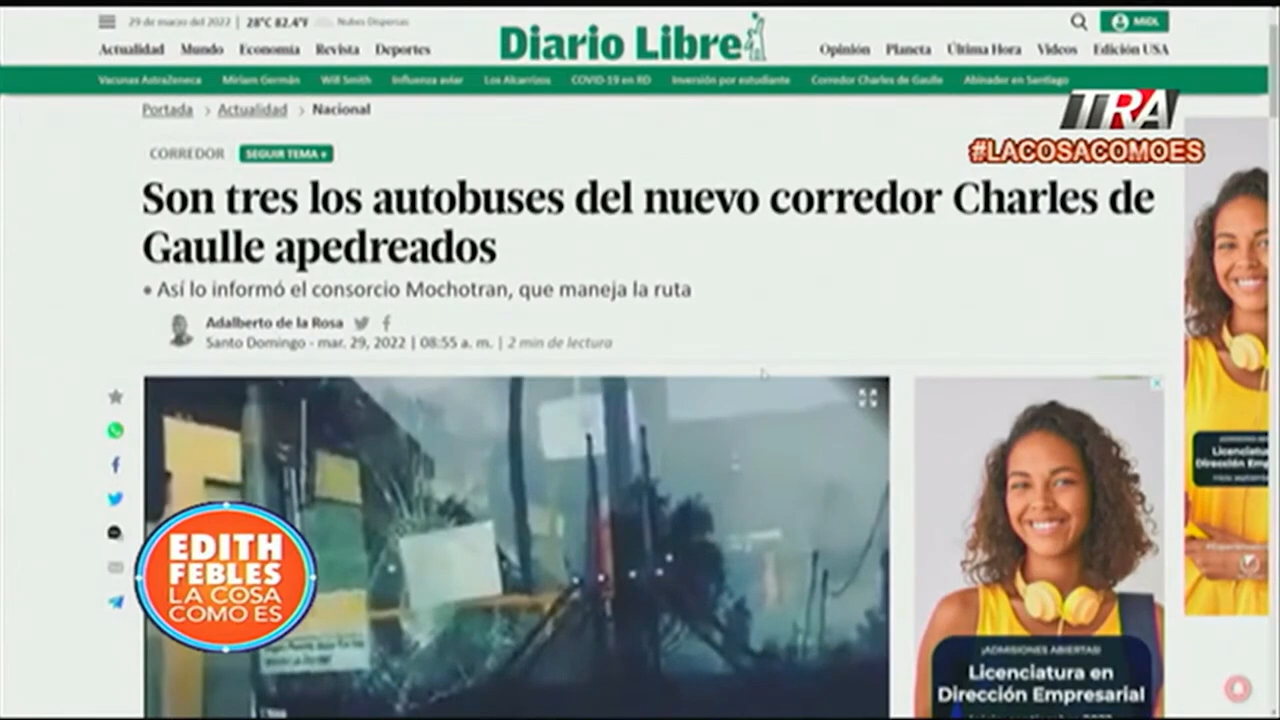 29 de marzo del 2022 | 28°C 82.4°F Nubes Dispersas
MIDL
Actualidad Mundo Economía Revista Deportes
Diario Libre
Opinión Planeta Última Hora Videos Edición USA
Vacunas AstraZeneca Miriam Germán Will Smith Influenza aviar Los Alcarrizos COVID-19 en RD Inversión por estudiante Corredor Charles de Gaulle Abinader en Santiago
Portada > Actualidad > Nacional
TRA
#LACOSACOMOES
CORREDOR SEGUIR TEMA +
Son tres los autobuses del nuevo corredor Charles de
Gaulle apedreados
• Así lo informó el consorcio Mochotran, que maneja la ruta
Adalberto de la Rosa
Santo Domingo - mar. 29, 2022 | 08:55 a. m. | 2 min de lectura
EDITH
FEBLES
LA COSA
COMO ES
¡ADMISIONES ABIERTAS!
Licenciatura en
Dirección Empresarial
Licenciatu
Dirección Emp